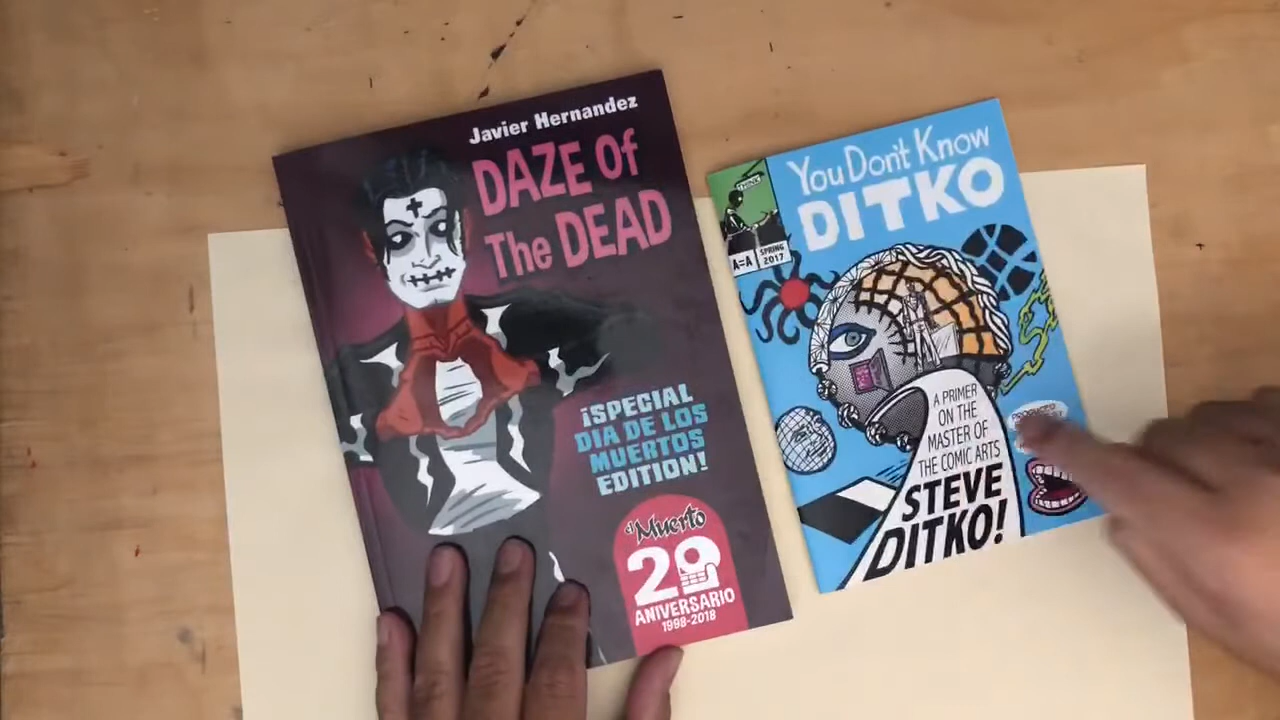 Javier Hernandez
DAZE Of
The DEAD
¡SPECIAL
DIA DE LOS
MUERTOS
EDITION!
el Muerto
20
ANIVERSARIO
1998-2018
You Don't Know
DITKO
THINK
A=A
SPRING
2017
A PRIMER
ON THE
MASTER OF
THE COMIC ARTS
STEVE
DITKO!